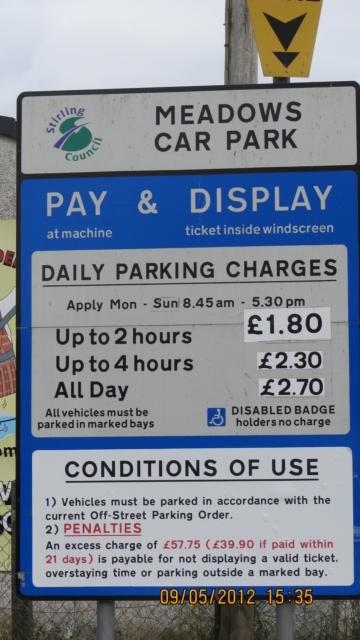 Stirling
Council
MEADOWS
CAR PARK
PAY & DISPLAY
at machine ticket inside windscreen
DAILY PARKING CHARGES
Apply Mon - Sun 8.45am - 5.30pm
Up to 2 hours £1.80
Up to 4 hours £2.30
All Day £2.70
All vehicles must be
parked in marked bays
DISABLED BADGE
holders no charge
CONDITIONS OF USE
1) Vehicles must be parked in accordance with the
current Off-Street Parking Order.
2) PENALTIES
An excess charge of £57.75 (£39.90 if paid within
21 days) is payable for not displaying a valid ticket,
overstaying time or parking outside a marked bay.
09/05/2012 15:35